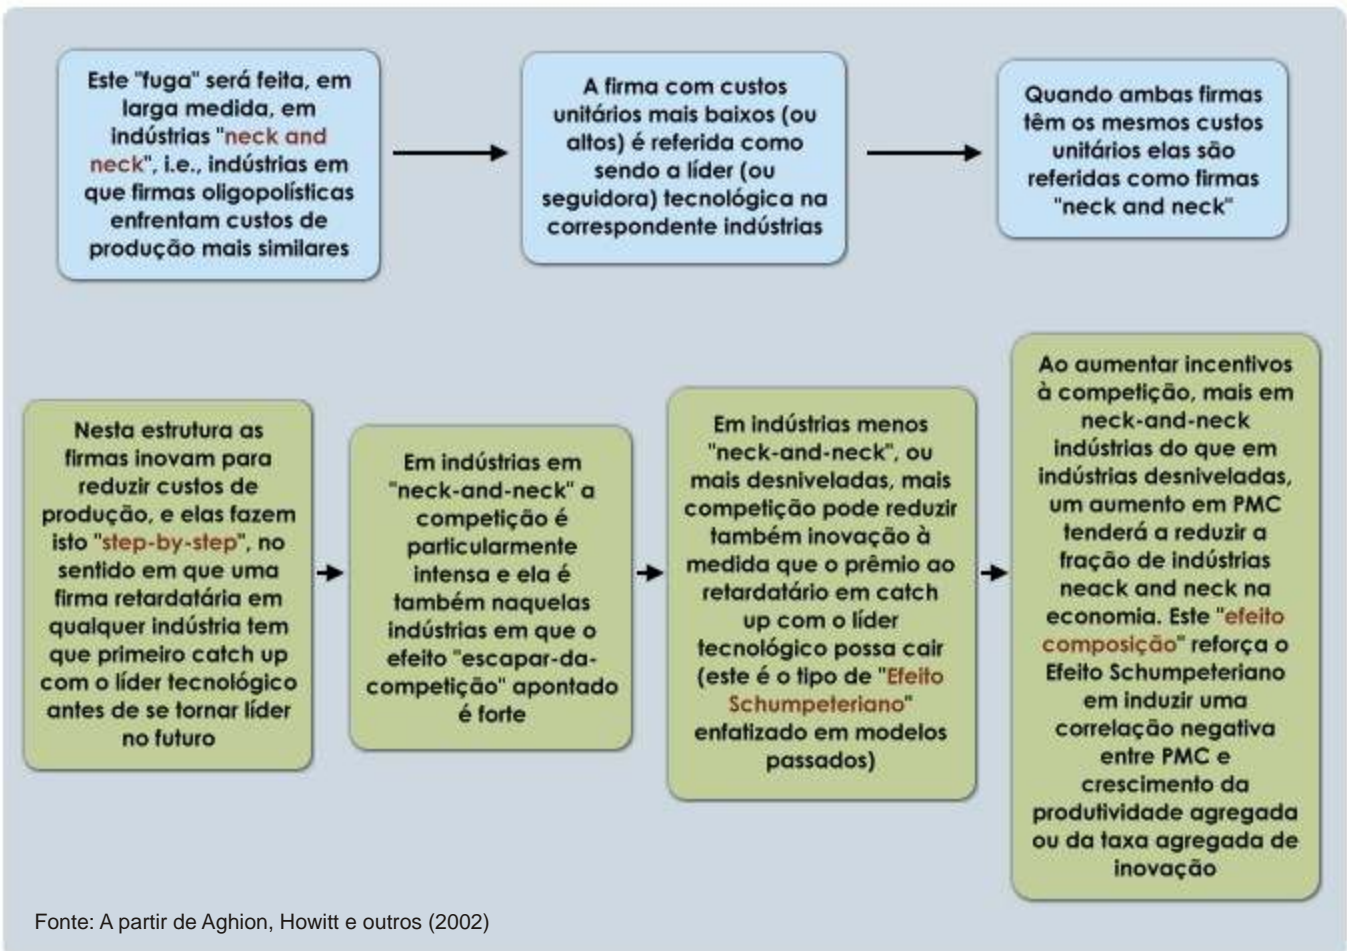 Este "fuga" será feita, em
larga medida, em
indústrias "neck and
neck", i.e., indústrias em
que firmas oligopolísticas
enfrentam custos de
produção mais similares
A firma com custos
unitários mais baixos (ou
altos) é referida como
sendo a líder (ou
seguidora) tecnológica na
correspondente indústrias
Quando ambas firmas
têm os mesmos custos
unitários elas são
referidas como firmas
"neck and neck"
Nesta estrutura as
firmas inovam para
reduzir custos de
produção, e elas fazem
isto "step-by-step", no
sentido em que uma
firma retardatária em
qualquer indústria tem
que primeiro catch up
com o líder tecnológico
antes de se tornar líder
no futuro
Em indústrias em
"neck-and-neck" a
competição é
particularmente
intensa e ela é
também naquelas
indústrias em que o
efeito "escapar-da-
competição" apontado
é forte
Em indústrias menos
"neck-and-neck", ou
mais desniveladas, mais
competição pode reduzir
também inovação à
medida que o prêmio ao
retardatário em catch
up com o líder
tecnológico possa cair
(este é o tipo de "Efeito
Schumpeteriano"
enfatizado em modelos
passados)
Ao aumentar incentivos
à competição, mais em
neck-and-neck
indústrias do que em
indústrias desniveladas,
um aumento em PMC
tenderá a reduzir a
fração de indústrias
neack and neck na
economia. Este "efeito
composição" reforça o
Efeito Schumpeteriano
em induzir uma
correlação negativa
entre PMC e
crescimento da
produtividade agregada
ou da taxa agregada de
inovação
Fonte: A partir de Aghion, Howitt e outros (2002)